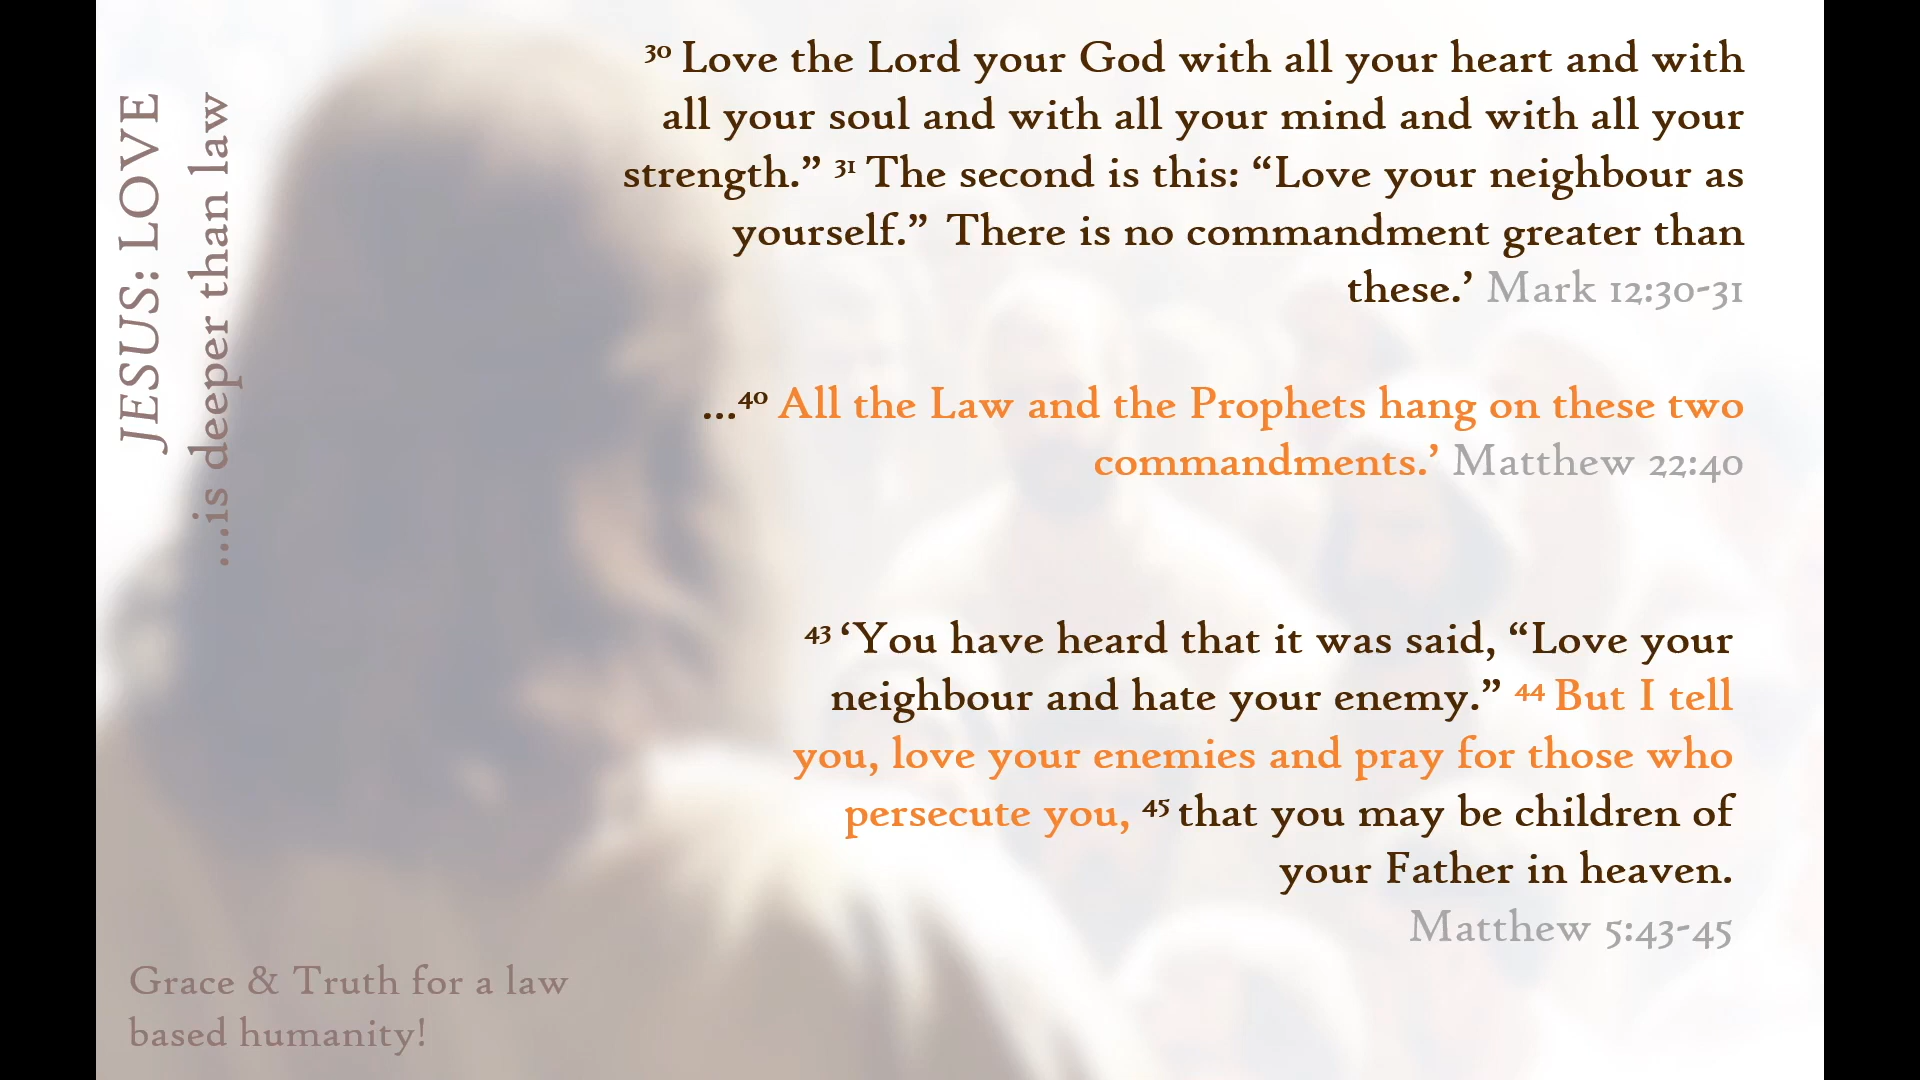 JESUS: LOVE
...is deeper than law
³⁰ Love the Lord your God with all your heart and with
all your soul and with all your mind and with all your
strength.” ³¹ The second is this: “Love your neighbour as
yourself.” There is no commandment greater than
these.’ Mark 12:30-31
...⁴⁰ All the Law and the Prophets hang on these two
commandments.’ Matthew 22:40
⁴³ ‘You have heard that it was said, “Love your
neighbour and hate your enemy.” ⁴⁴ But I tell
you, love your enemies and pray for those who
persecute you, ⁴⁵ that you may be children of
your Father in heaven.
Matthew 5:43-45
Grace & Truth for a law
based humanity!